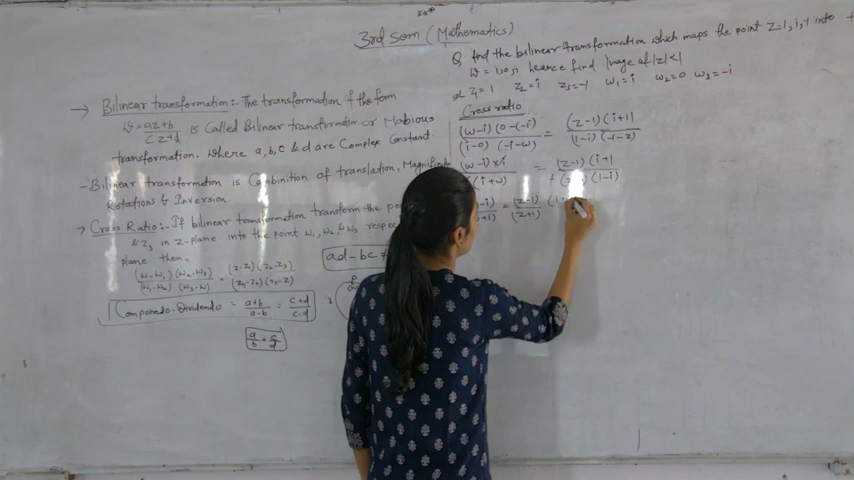 3rd Sem (Mathematics)
→ Bilinear transformation:- The transformation of the form
w = az+b / cz+d is Called Bilinear transformation or Mobious
transformation. where a, b, c & d are Complex Constant
- Bilinear transformation is Combination of translation, Magnific
Rotations & Inversion
→ Cross Ratio:- If bilinear transformation transform the po
& z3 in z-plane into the point w1, w2, & w3 respe
plane then,
(w-w1)(w2-w3) / (w1-w2)(w3-w) = (z-z1)(z2-z3) / (z1-z2)(z3-z)
ad-bc ≠
Componedo-Dividendo = a+b / a-b = c+d / c-d
a/b = c/d
Q find the bilinear transformation which maps the point z=1, i, -1 into
w = i, 0, -i hence find Image of |z|<1
z1=1 z2=i z3=-1 w1=i w2=0 w3=-i
Cross ratio
(w-i)(0-(-i)) / (i-0)(-i-w) = (z-1)(i+1) / (1-i)(-1-z)
(w-i)×i / (i+w) = (z-1)(i+1) / (1-i)
= (z-1) / (z+1)